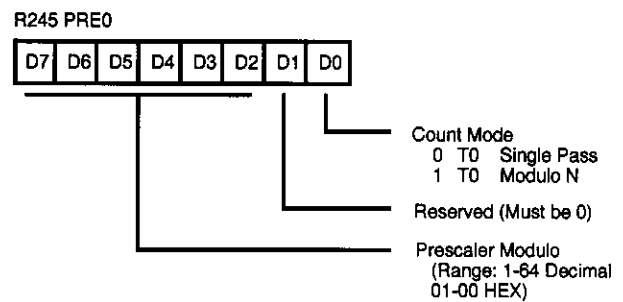 R245 PRE0
D7 D6 D5 D4 D3 D2 D1 D0
Count Mode
0 T0 Single Pass
1 T0 Modulo N
Reserved (Must be 0)
Prescaler Modulo
(Range: 1-64 Decimal
01-00 HEX)